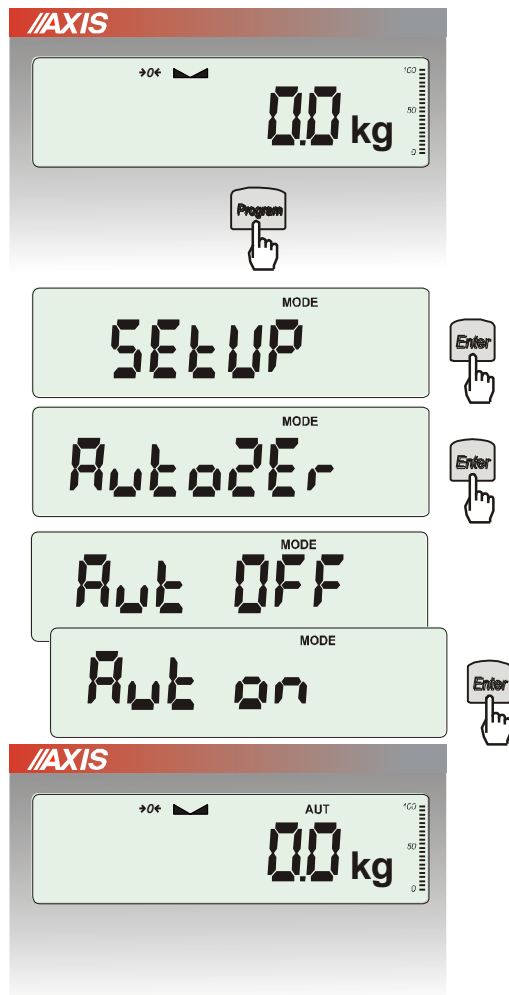 //AXIS
→0←
100
50
0
0.0 kg
Program
MODE
SEtUP
Enter
MODE
AutoZEr
Enter
MODE
Aut OFF
MODE
Aut on
Enter
//AXIS
→0←
AUT
100
50
0
0.0 kg